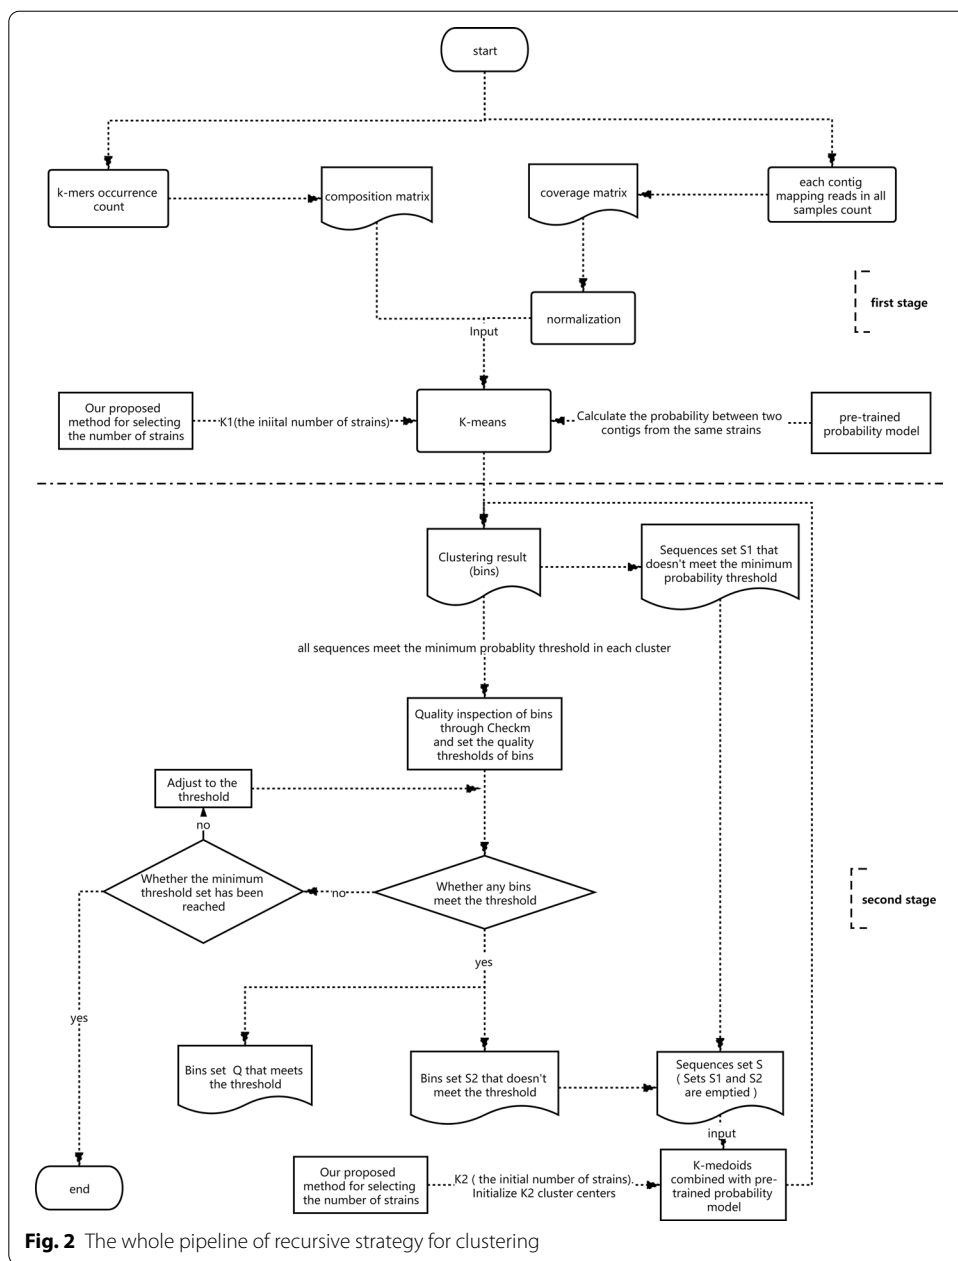 start
k-mers occurrence
count
composition matrix
coverage matrix
each contig
mapping reads in all
samples count
first stage
normalization
Input
Our proposed
method for selecting
the number of strains
K1(the iniital number of strains)
K-means
Calculate the probability between two
contigs from the same strains
pre-trained
probability model
Clustering result
(bins)
Sequences set S1 that
doesn't meet the minimum
probability threshold
all sequences meet the minimum probablity threshold in each cluster
Quality inspection of bins
through Checkm
and set the quality
thresholds of bins
Adjust to the
threshold
no
Whether the minimum
threshold set has been
reached
no
Whether any bins
meet the threshold
second stage
yes
yes
Bins set Q that meets
the threshold
Bins set S2 that doesn't
meet the threshold
Sequences set S
( Sets S1 and S2
are emptied )
input
end
Our proposed
method for selecting
the number of strains
K2 ( the initial number of strains).
Initialize K2 cluster centers
K-medoids
combined with pre-
trained probability
model
Fig. 2 The whole pipeline of recursive strategy for clustering